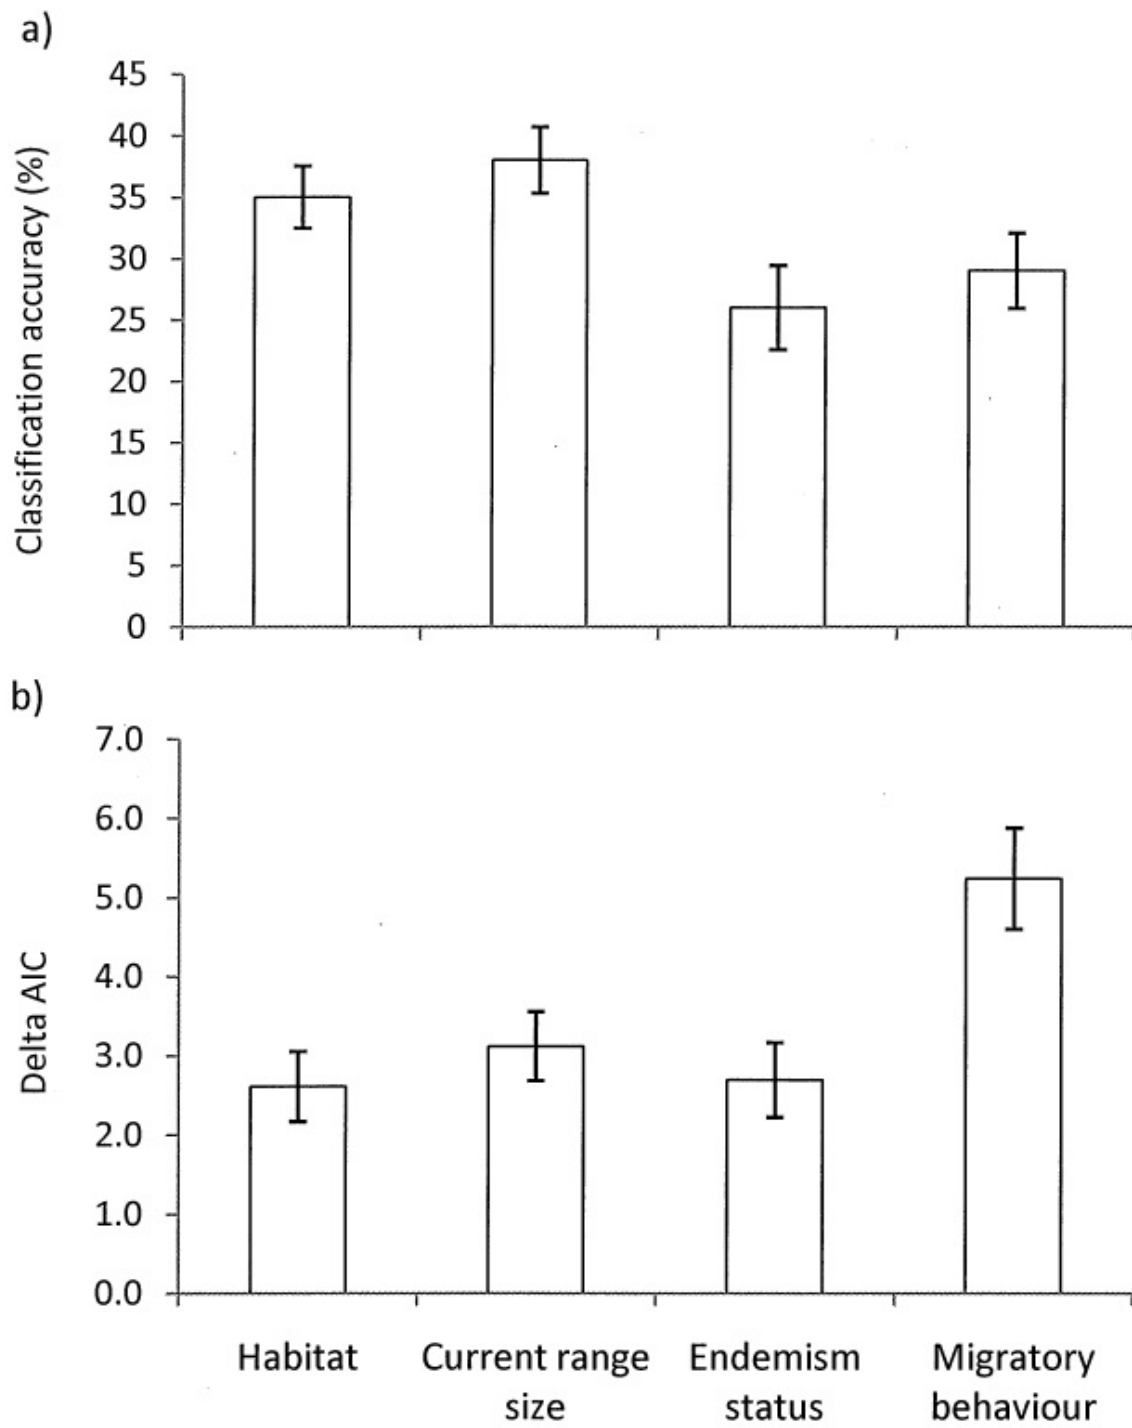 a)
Classification accuracy (%)
45
40
35
30
25
20
15
10
5
0
b)
Delta AIC
7.0
6.0
5.0
4.0
3.0
2.0
1.0
0.0
Habitat
Current range
size
Endemism
status
Migratory
behaviour